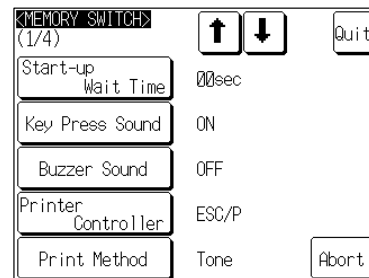 <MEMORY SWITCH>
(1/4)
↑ ↓ Quit
Start-up
Wait Time 00sec
Key Press Sound ON
Buzzer Sound OFF
Printer
Controller ESC/P
Print Method Tone Abort